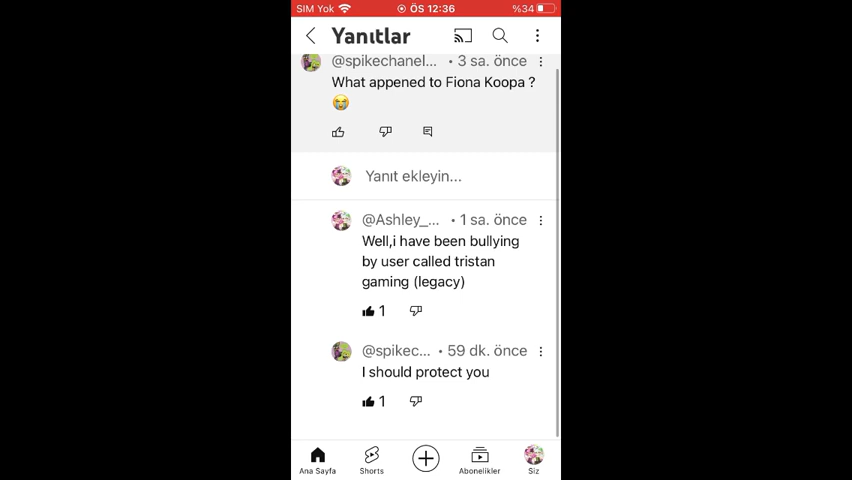 SIM Yok ÖS 12:36 %34
Yanıtlar
@spikechanel... • 3 sa. önce
What appened to Fiona Koopa ?
😭
Yanıt ekleyin...
@Ashley_... • 1 sa. önce
Well,i have been bullying
by user called tristan
gaming (legacy)
1
@spikec... • 59 dk. önce
I should protect you
1
Ana Sayfa Shorts Abonelikler Siz